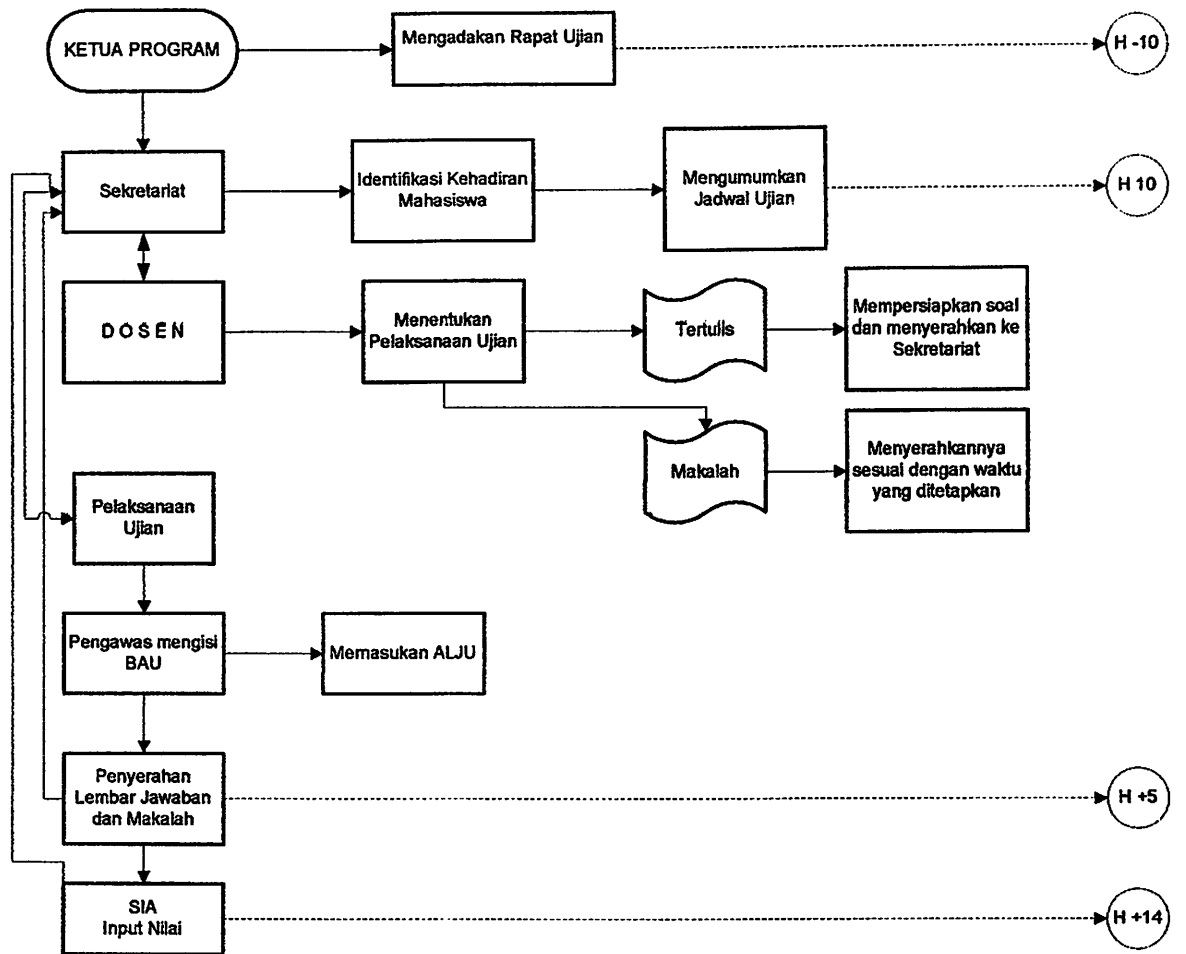 KETUA PROGRAM
Mengadakan Rapat Ujian
H -10
Sekretariat
Identifikasi Kehadiran
Mahasiswa
Mengumumkan
Jadwal Ujian
H 10
D O S E N
Menentukan
Pelaksanaan Ujian
Tertulis
Mempersiapkan soal
dan menyerahkan ke
Sekretariat
Makalah
Menyerahkannya
sesuai dengan waktu
yang ditetapkan
Pelaksanaan
Ujian
Pengawas mengisi
BAU
Memasukan ALJU
Penyerahan
Lembar Jawaban
dan Makalah
H +5
SIA
Input Nilai
H +14